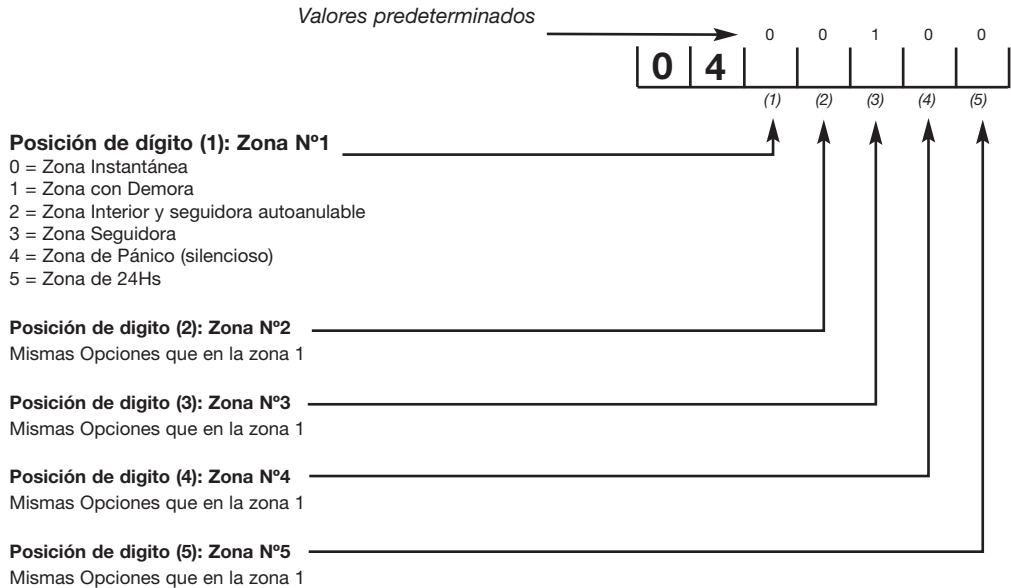 Valores predeterminados
0 0 1 0 0
0 4
(1) (2) (3) (4) (5)
Posición de dígito (1): Zona Nº1
0 = Zona Instantánea
1 = Zona con Demora
2 = Zona Interior y seguidora autoanulable
3 = Zona Seguidora
4 = Zona de Pánico (silencioso)
5 = Zona de 24Hs
Posición de digito (2): Zona Nº2
Mismas Opciones que en la zona 1
Posición de digito (3): Zona Nº3
Mismas Opciones que en la zona 1
Posición de digito (4): Zona Nº4
Mismas Opciones que en la zona 1
Posición de digito (5): Zona Nº5
Mismas Opciones que en la zona 1